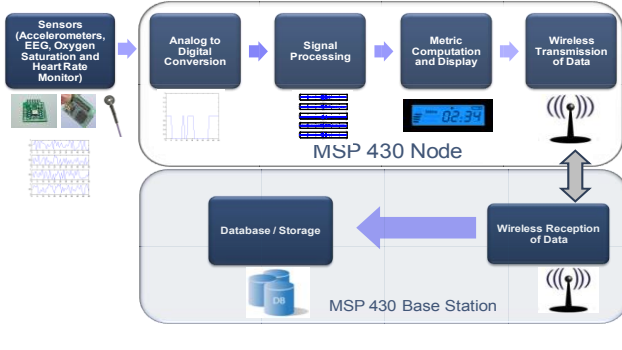 Sensors
(Accelerometers,
EEG, Oxygen
Saturation and
Heart Rate
Monitor)
Analog to
Digital
Conversion
Signal
Processing
Metric
Computation
and Display
Wireless
Transmission
of Data
02:34
MSP 430 Node
Database / Storage
Wireless Reception
of Data
DB
MSP 430 Base Station